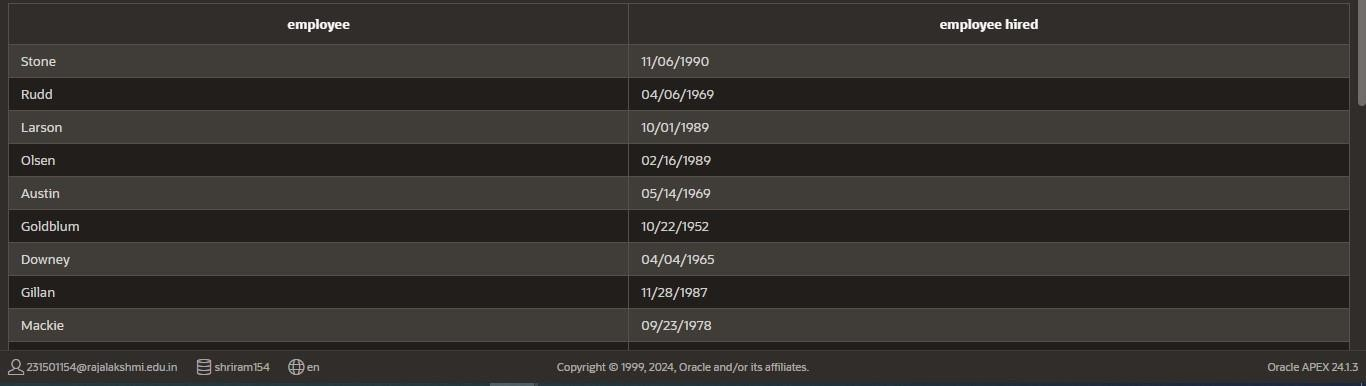 employee employee hired
Stone 11/06/1990
Rudd 04/06/1969
Larson 10/01/1989
Olsen 02/16/1989
Austin 05/14/1969
Goldblum 10/22/1952
Downey 04/04/1965
Gillan 11/28/1987
Mackie 09/23/1978
231501154@rajalakshmi.edu.in shriram154 en Copyright © 1999, 2024, Oracle and/or its affiliates. Oracle APEX 24.1.3